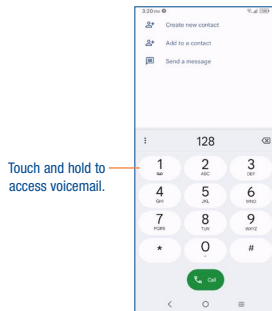 3:20 PM
Create new contact
Add to a contact
Send a message
128
Touch and hold to
access voicemail.
1 2 3
ABC DEF
4 5 6
GHI JKL MNO
7 8 9
PQRS TUV WXYZ
* 0 #
+
Call